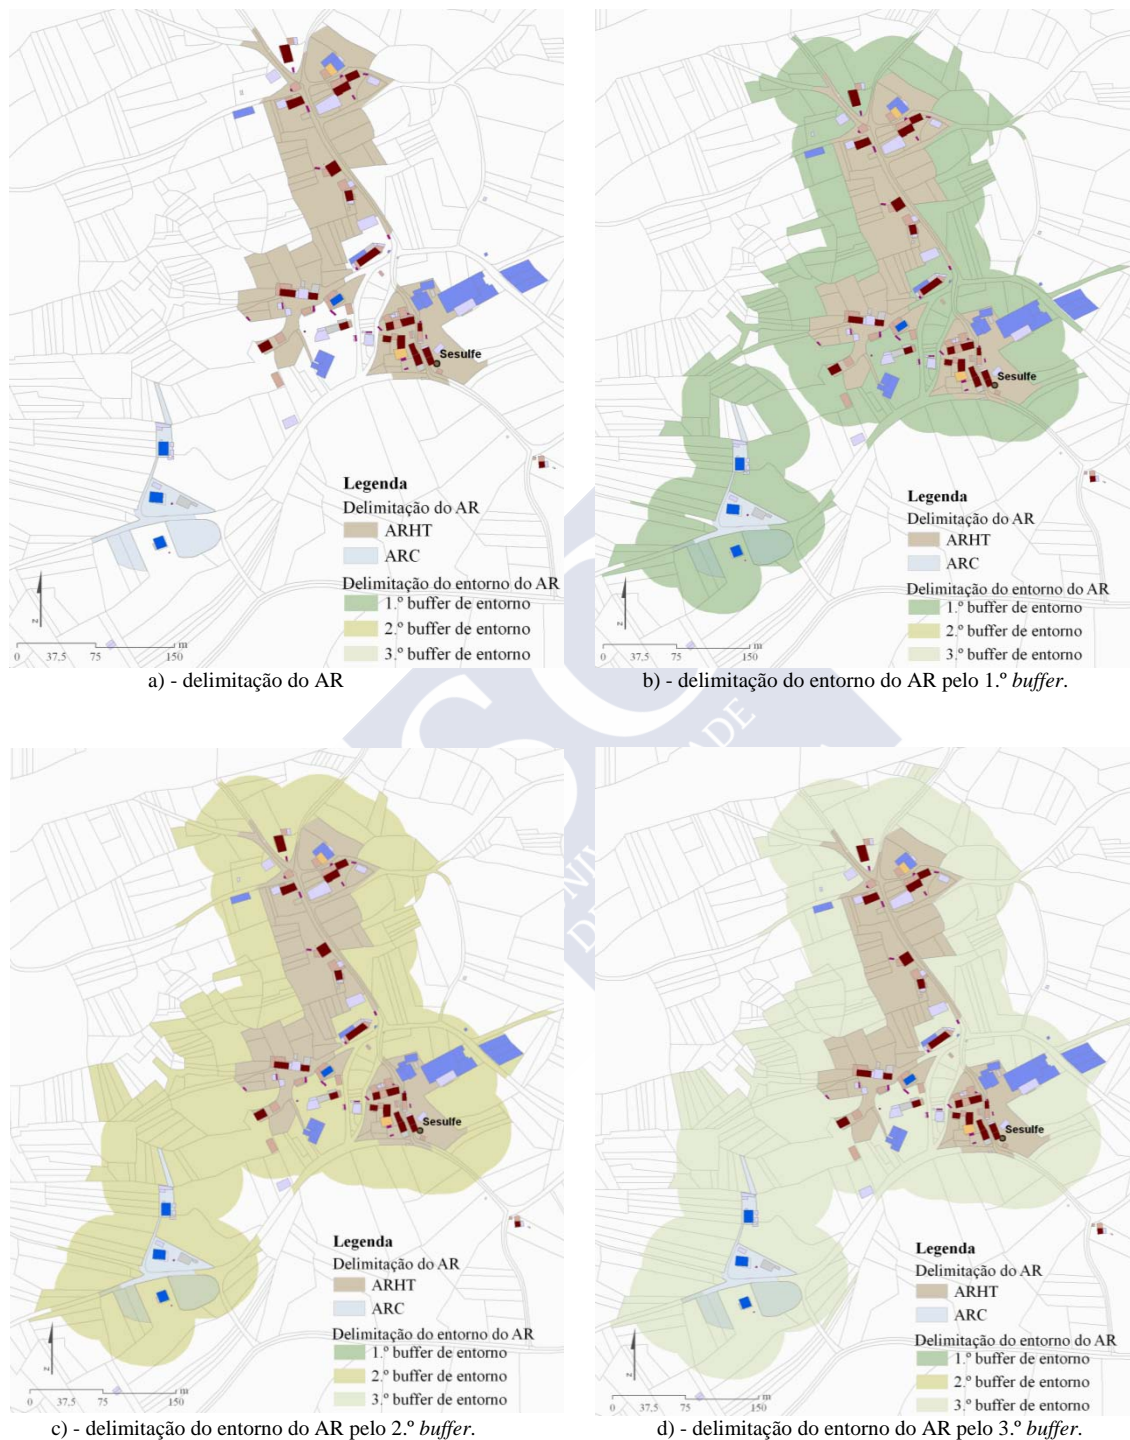 Sesulfe
Legenda
Delimitação do AR
ARHT
ARC
Delimitação do entorno do AR
1.º buffer de entorno
2.º buffer de entorno
3.º buffer de entorno
N
0 37,5 75 150 m
a) - delimitação do AR
Sesulfe
Legenda
Delimitação do AR
ARHT
ARC
Delimitação do entorno do AR
1.º buffer de entorno
2.º buffer de entorno
3.º buffer de entorno
N
0 37,5 75 150 m
b) - delimitação do entorno do AR pelo 1.º buffer.
Sesulfe
Legenda
Delimitação do AR
ARHT
ARC
Delimitação do entorno do AR
1.º buffer de entorno
2.º buffer de entorno
3.º buffer de entorno
N
0 37,5 75 150 m
c) - delimitação do entorno do AR pelo 2.º buffer.
Sesulfe
Legenda
Delimitação do AR
ARHT
ARC
Delimitação do entorno do AR
1.º buffer de entorno
2.º buffer de entorno
3.º buffer de entorno
N
0 37,5 75 150 m
d) - delimitação do entorno do AR pelo 3.º buffer.